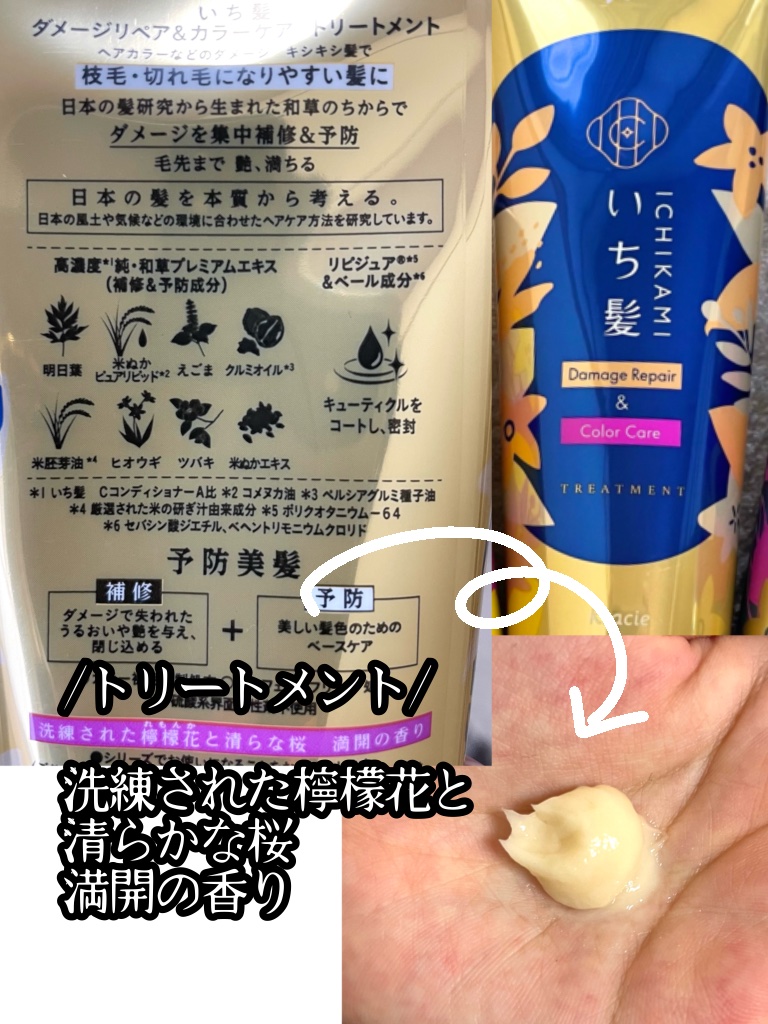 いち髪
ダメージリペア&カラーケア トリートメント
ヘアカラーなどのダメージ キシキシ髪で
枝毛・切れ毛になりやすい髪に
日本の髪研究から生まれた和草のちからで
ダメージを集中補修&予防
毛先まで 艶、満ちる
日本の髪を本質から考える。
日本の風土や気候などの環境に合わせたヘアケア方法を研究しています。
高濃度*1純・和草プレミアムエキス
(補修&予防成分)
明日葉
米ぬか
ピュアリピッド*2
えごま
クルミオイル*3
米胚芽油*4
ヒオウギ
ツバキ
米ぬかエキス
リピジュア®*5
&ベール成分*6
キューティクルを
コートし、密封
*1 いち髪 CコンディショナーA比 *2 コメヌカ油 *3 ペルシアグルミ種子油
*4 厳選された米の研ぎ汁由来成分 *5 ポリクオタニウム-64
*6 セバシン酸ジエチル、ベヘントリモニウムクロリド
予防美髪
補修
ダメージで失われた
うるおいや艶を与え、
閉じ込める
+
予防
美しい髪色のための
ベースケア
洗練された檸檬花と清らな桜 満開の香り
れもんか
ICHIKAMI
いち髪
Damage Repair
&
Color Care
TREATMENT
Kracie
/トリートメント/
洗練された檸檬花と
清らかな桜
満開の香り